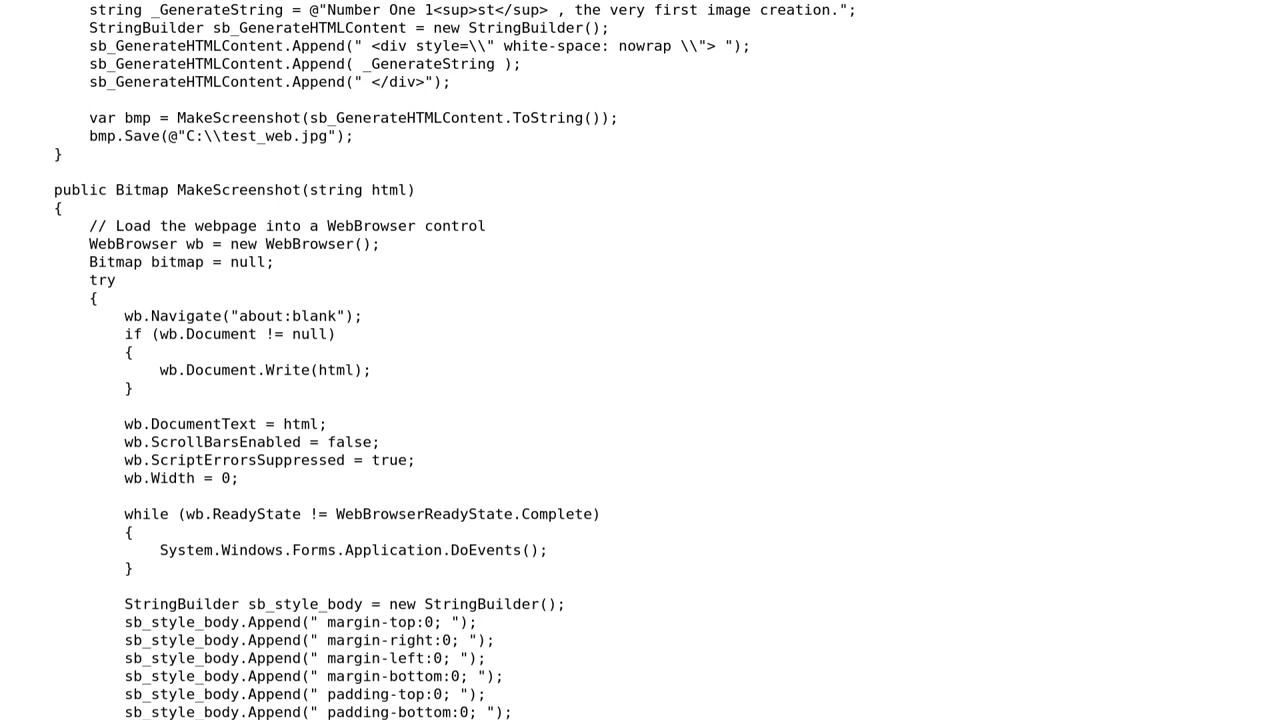 string _GenerateString = @"Number One 1<sup>st</sup> , the very first image creation.";
StringBuilder sb_GenerateHTMLContent = new StringBuilder();
sb_GenerateHTMLContent.Append(" <div style=\\" white-space: nowrap \\"> ");
sb_GenerateHTMLContent.Append( _GenerateString );
sb_GenerateHTMLContent.Append(" </div>");
var bmp = MakeScreenshot(sb_GenerateHTMLContent.ToString());
bmp.Save(@"C:\\test_web.jpg");
}
public Bitmap MakeScreenshot(string html)
{
// Load the webpage into a WebBrowser control
WebBrowser wb = new WebBrowser();
Bitmap bitmap = null;
try
{
wb.Navigate("about:blank");
if (wb.Document != null)
{
wb.Document.Write(html);
}
wb.DocumentText = html;
wb.ScrollBarsEnabled = false;
wb.ScriptErrorsSuppressed = true;
wb.Width = 0;
while (wb.ReadyState != WebBrowserReadyState.Complete)
{
System.Windows.Forms.Application.DoEvents();
}
StringBuilder sb_style_body = new StringBuilder();
sb_style_body.Append(" margin-top:0; ");
sb_style_body.Append(" margin-right:0; ");
sb_style_body.Append(" margin-left:0; ");
sb_style_body.Append(" margin-bottom:0; ");
sb_style_body.Append(" padding-top:0; ");
sb_style_body.Append(" padding-bottom:0; ");